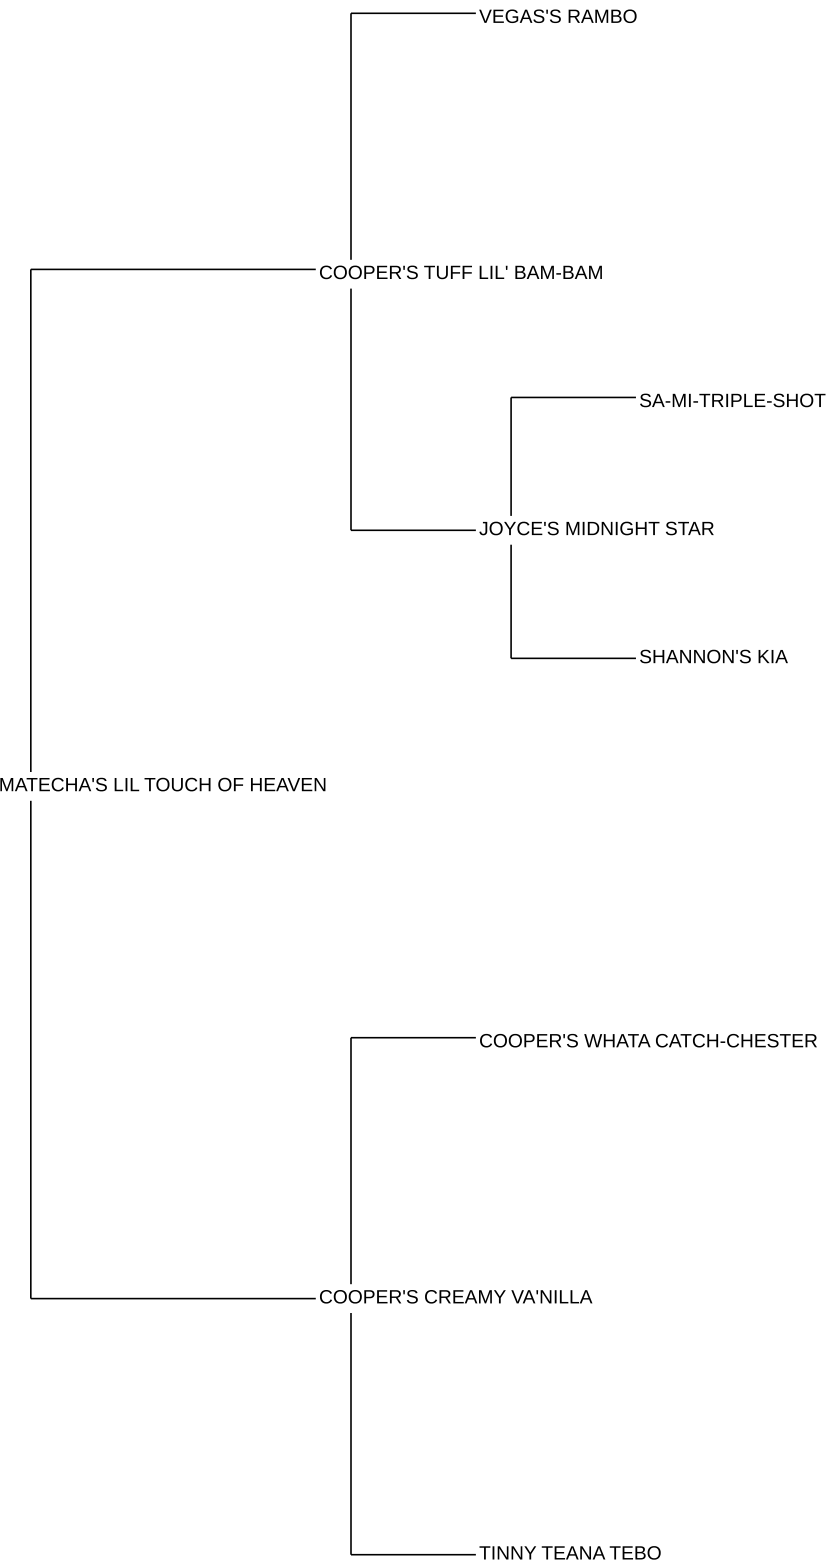 VEGAS'S RAMBO
COOPER'S TUFF LIL' BAM-BAM
SA-MI-TRIPLE-SHOT
JOYCE'S MIDNIGHT STAR
SHANNON'S KIA
MATECHA'S LIL TOUCH OF HEAVEN
COOPER'S WHATA CATCH-CHESTER
COOPER'S CREAMY VA'NILLA
TINNY TEANA TEBO